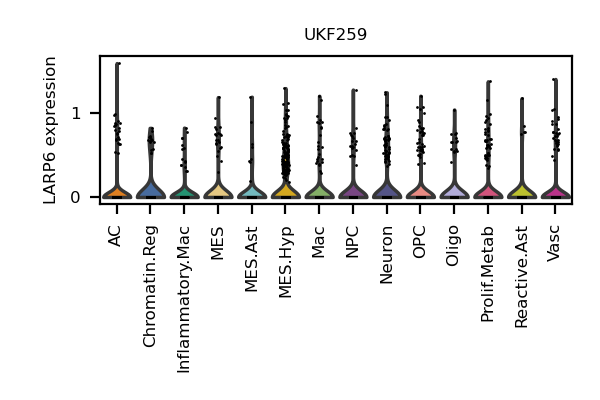 UKF259
LARP6 expression
1
0
AC
Chromatin.Reg
Inflammatory.Mac
MES
MES.Ast
MES.Hyp
Mac
NPC
Neuron
OPC
Oligo
Prolif.Metab
Reactive.Ast
Vasc